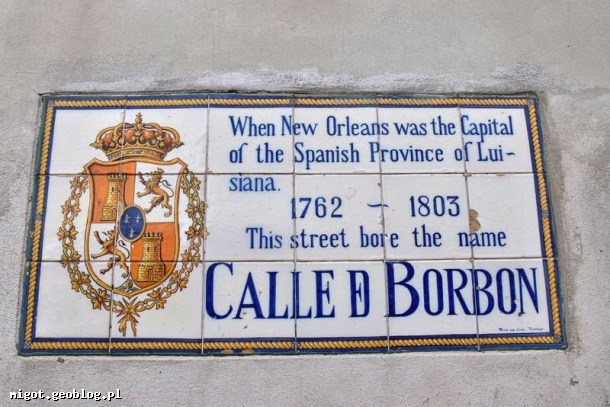 When New Orleans was the Capital
of the Spanish Province of Lui-
siana.
1762 ~ 1803
This street bore the name
CALLE D BORBON
migot.geoblog.pl